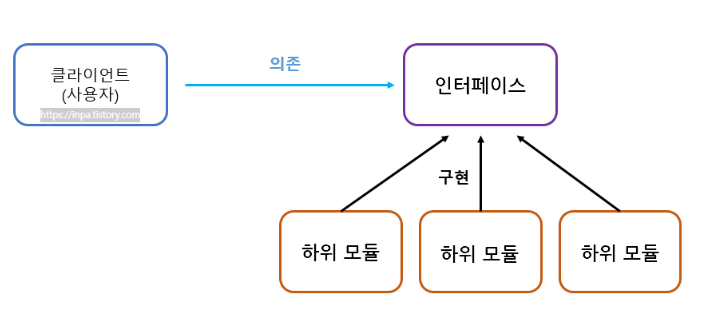 의존
클라이언트
(사용자)
https://inpa.tistory.com
인터페이스
구현
하위 모듈
하위 모듈
하위 모듈